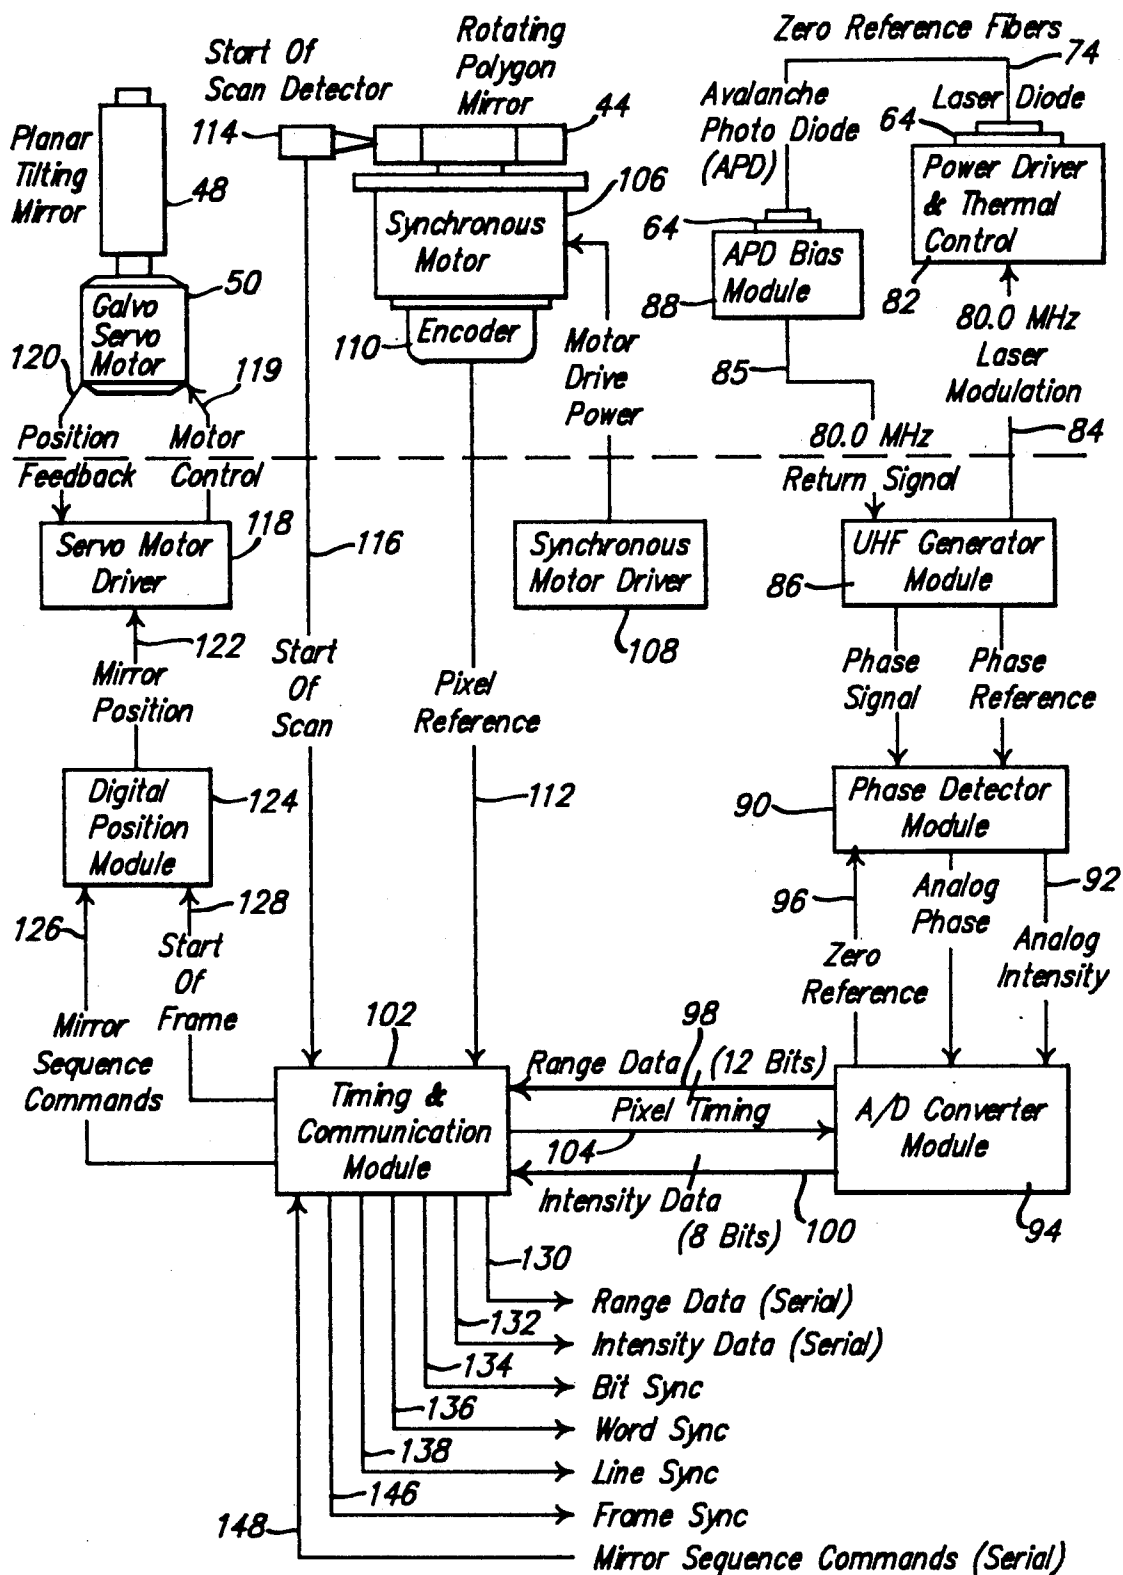 Zero Reference Fibers
74
Start Of
Scan Detector
114
Rotating
Polygon
Mirror
44
Avalanche
Photo Diode
(APD)
Laser Diode
64
Planar
Tilting
Mirror
48
106
Synchronous
Motor
64
APD Bias
Module
88
Power Driver
& Thermal
Control
82
50
Galvo
Servo
Motor
Encoder
110
120
119
Motor
Drive
Power
85
80.0 MHz
Laser
Modulation
84
Position
Feedback
Motor
Control
80.0 MHz
Return Signal
Servo Motor
Driver
118
116
Synchronous
Motor Driver
108
UHF Generator
Module
86
122
Mirror
Position
Start
Of
Scan
Pixel
Reference
Phase
Signal
Phase
Reference
Digital
Position
Module
124
112
Phase Detector
Module
90
126
128
Start
Of
Frame
96
Zero
Reference
Analog
Phase
92
Analog
Intensity
Mirror
Sequence
Commands
102
Timing &
Communication
Module
98
Range Data (12 Bits)
Pixel Timing
104
Intensity Data
(8 Bits)
100
A/D Converter
Module
94
130
Range Data (Serial)
132
Intensity Data (Serial)
134
Bit Sync
136
Word Sync
138
Line Sync
146
Frame Sync
148
Mirror Sequence Commands (Serial)